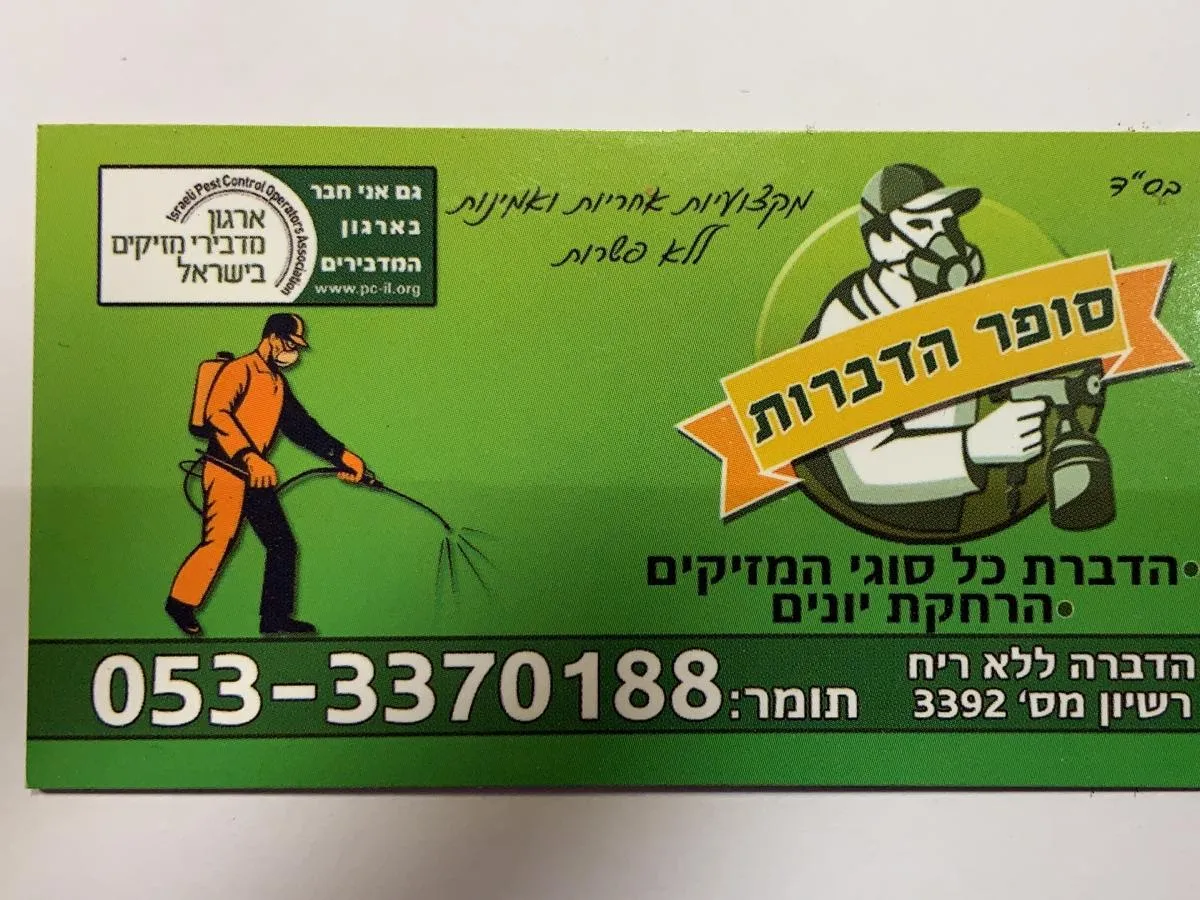 בס"ד
מקצועיות אחריות ואמינות
ללא פשרות
גם אני חבר
בארגון
המדבירים
www.pc-il.org
Israeli Pest Control Operators Association
ארגון
מדבירי מזיקים
בישראל
סופר הדברות
•הדברת כל סוגי המזיקים
•הרחקת יונים
הדברה ללא ריח
רשיון מס' 3392
תומר: 053-3370188